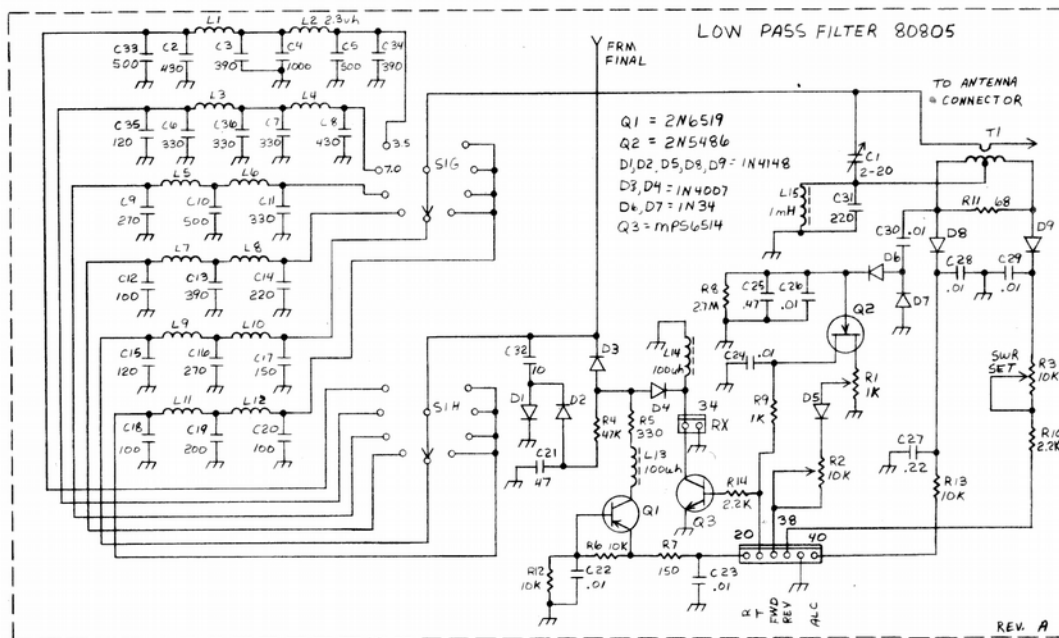 LOW PASS FILTER 80805
L1
L2 2.3uh
C33
500
C2
430
C3
390
C4
1000
C5
500
C34
390
FRM
FINAL
TO ANTENNA
CONNECTOR
L3
L4
C35
120
C6
330
C36
330
C7
330
C8
430
3.5
7.0
S1G
Q1 = 2N6519
Q2 = 2N5486
D1,D2,D5,D8,D9 = 1N4148
D3,D4 = 1N4007
D6,D7 = 1N34
Q3 = MPS6514
C1
2-20
T1
L15
1mH
C31
220
R11 68
L5
L6
C9
270
C10
500
C11
330
C30 .01
D8
D9
D6
D7
C28
.01
C29
.01
L7
L8
C12
100
C13
390
C14
220
R8
2.7M
C25
.47
C26
.01
Q2
L9
L10
C15
120
C16
270
C17
150
C32
10
D3
L14
100uh
C24 .01
R1
1K
SWR
SET
R3
10K
L11
L12
C18
100
C19
200
C20
100
S1H
D1
D2
R4
47K
R5
330
D4
34
RX
R9
1K
D5
R2
10K
C21
47
L13
100uh
C27
.22
R10
2.2K
R13
10K
Q1
Q3
R14
2.2K
20
38
40
R12
10K
R6 10K
C22
.01
R7
150
C23
.01
R
T
FWD
REV
ALC
REV. A